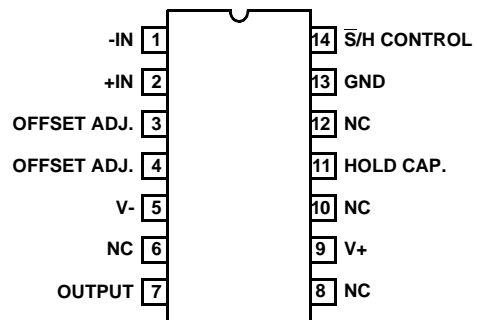 -IN 1 14 S̅/H CONTROL
+IN 2 13 GND
OFFSET ADJ. 3 12 NC
OFFSET ADJ. 4 11 HOLD CAP.
V- 5 10 NC
NC 6 9 V+
OUTPUT 7 8 NC